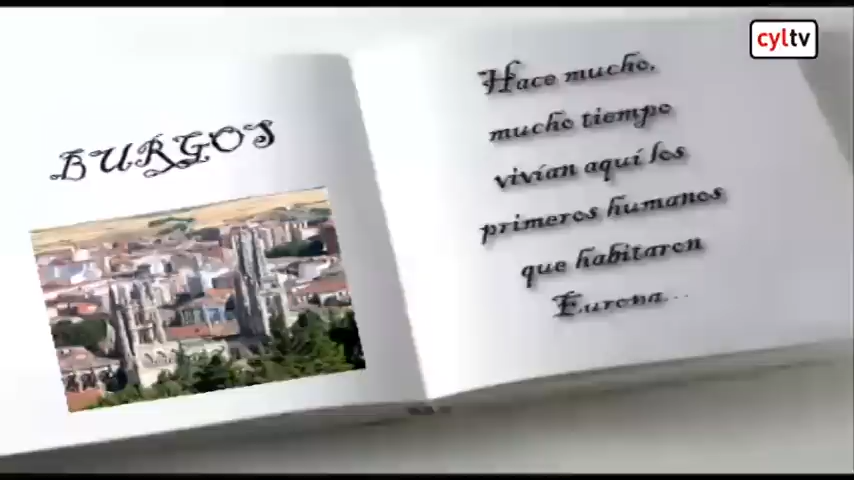 cyltv
BURGOS
Hace mucho,
mucho tiempo
vivían aquí los
primeros humanos
que habitaron
Europa...